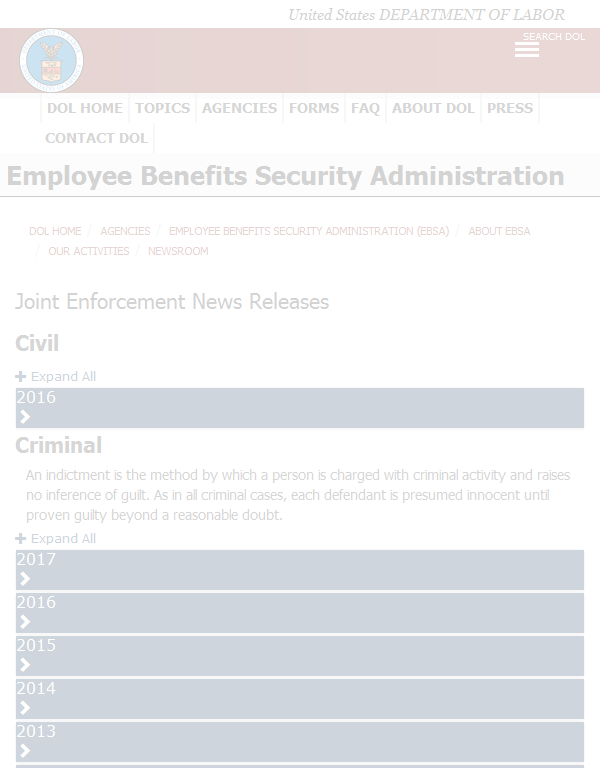 United States DEPARTMENT OF LABOR
SEARCH DOL
DOL HOME TOPICS AGENCIES FORMS FAQ ABOUT DOL PRESS
CONTACT DOL
Employee Benefits Security Administration
DOL HOME / AGENCIES / EMPLOYEE BENEFITS SECURITY ADMINISTRATION (EBSA) / ABOUT EBSA
/ OUR ACTIVITIES / NEWSROOM
Joint Enforcement News Releases
Civil
Expand All
2016
Criminal
An indictment is the method by which a person is charged with criminal activity and raises
no inference of guilt. As in all criminal cases, each defendant is presumed innocent until
proven guilty beyond a reasonable doubt.
Expand All
2017
2016
2015
2014
2013